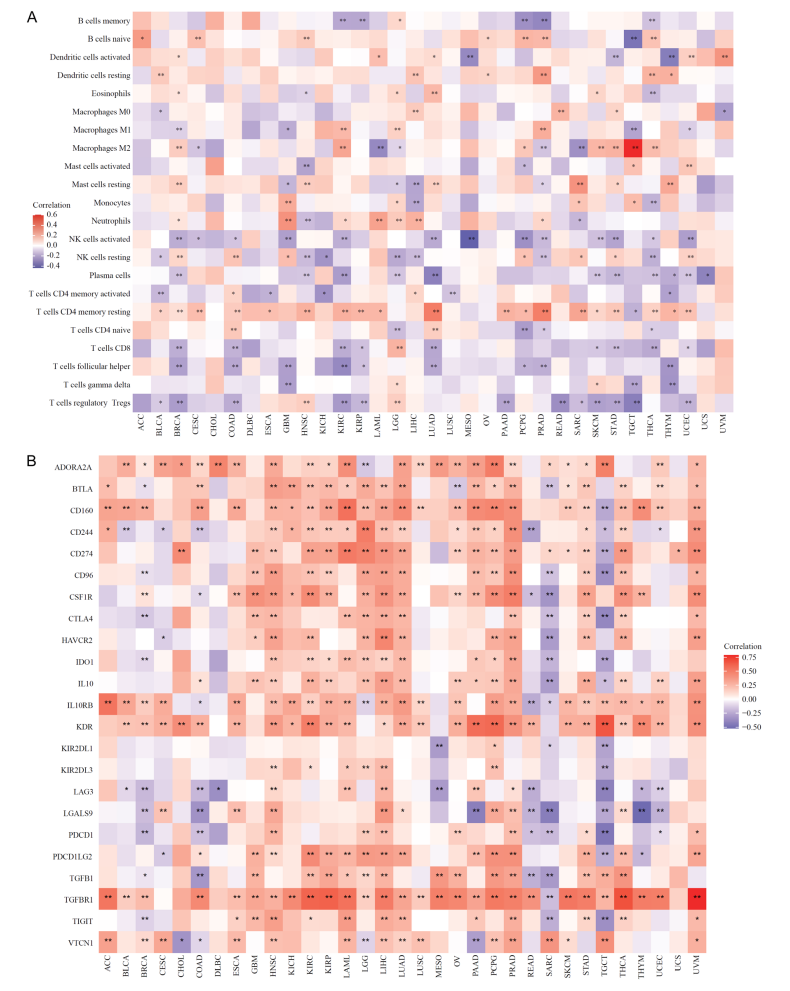 A
B cells memory
B cells naive
Dendritic cells activated
Dendritic cells resting
Eosinophils
Macrophages M0
Macrophages M1
Macrophages M2
Mast cells activated
Mast cells resting
Monocytes
Neutrophils
NK cells activated
NK cells resting
Plasma cells
T cells CD4 memory activated
T cells CD4 memory resting
T cells CD4 naive
T cells CD8
T cells follicular helper
T cells gamma delta
T cells regulatory Tregs
Correlation
0.6
0.4
0.2
0.0
−0.2
−0.4
ACC BLCA BRCA CESC CHOL COAD DLBC ESCA GBM HNSC KICH KIRC KIRP LAML LGG LIHC LUAD LUSC MESO OV PAAD PCPG PRAD READ SARC SKCM STAD TGCT THCA THYM UCEC UCS UVM
B
ADORA2A
BTLA
CD160
CD244
CD274
CD96
CSF1R
CTLA4
HAVCR2
IDO1
IL10
IL10RB
KDR
KIR2DL1
KIR2DL3
LAG3
LGALS9
PDCD1
PDCD1LG2
TGFB1
TGFBR1
TIGIT
VTCN1
Correlation
0.75
0.50
0.25
0.00
−0.25
−0.50
ACC BLCA BRCA CESC CHOL COAD DLBC ESCA GBM HNSC KICH KIRC KIRP LAML LGG LIHC LUAD LUSC MESO OV PAAD PCPG PRAD READ SARC SKCM STAD TGCT THCA THYM UCEC UCS UVM